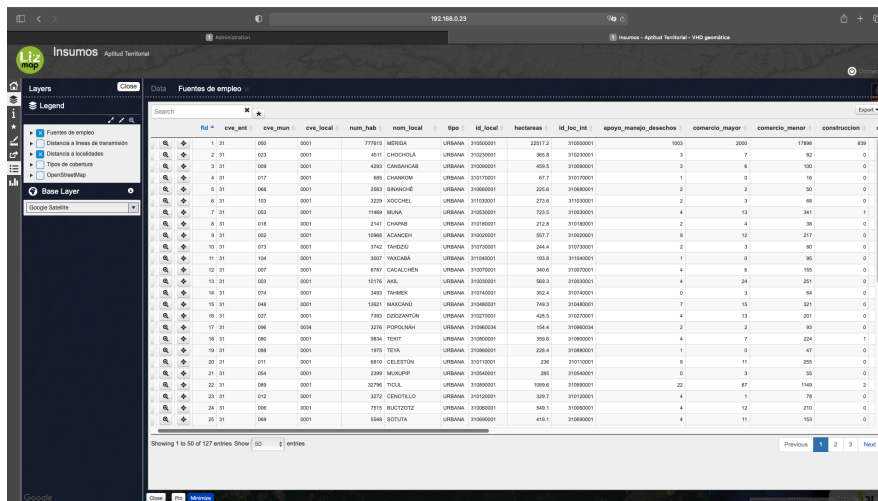 192.168.0.23
1 Administration
1 Insumos - Aptitud Territorial - VHD geomática
Liz map
Insumos Aptitud Territorial
Layers Close
Legend
Fuentes de empleo
Distancia a líneas de transmisión
Distancia a localidades
Tipos de cobertura
OpenStreetMap
Base Layer
Google Satellite
Data Fuentes de empleo
Search
Export
fid cve_ent cve_mun cve_local num_hab nom_local tipo id_local hectareas id_loc_int apoyo_manejo_desechos comercio_mayor comercio_menor construccion
1 31 050 0001 777615 MÉRIDA URBANA 310500001 22517.2 310500001 1003 2000 17898 839
2 31 023 0001 4511 CHOCHOLÁ URBANA 310230001 365.8 310230001 3 7 82 0
3 31 009 0001 4293 CANSAHCAB URBANA 310090001 459.5 310090001 3 6 100 0
4 31 017 0001 685 CHANKOM URBANA 310170001 67.7 310170001 1 0 16 0
5 31 068 0001 2563 SINANCHÉ URBANA 310680001 225.6 310680001 2 2 50 0
6 31 103 0001 3229 XOCCHEL URBANA 311030001 273.6 311030001 2 3 68 0
7 31 053 0001 11469 MUNA URBANA 310530001 723.5 310530001 4 13 341 1
8 31 018 0001 2141 CHAPAB URBANA 310180001 212.8 310180001 2 4 38 0
9 31 002 0001 10968 ACANCEH URBANA 310020001 557.7 310020001 9 12 217 0
10 31 073 0001 3742 TAHDZIÚ URBANA 310730001 244.4 310730001 2 3 80 0
11 31 104 0001 3007 YAXCABÁ URBANA 311040001 193.8 311040001 1 0 95 0
12 31 007 0001 6787 CACALCHÉN URBANA 310070001 340.6 310070001 4 6 155 0
13 31 003 0001 10176 AKIL URBANA 310030001 569.3 310030001 4 24 251 0
14 31 074 0001 3493 TAHMEK URBANA 310740001 352.4 310740001 0 3 64 0
15 31 048 0001 12621 MAXCANÚ URBANA 310480001 749.3 310480001 7 15 321 0
16 31 027 0001 7393 DZIDZANTÚN URBANA 310270001 428.5 310270001 4 13 201 0
17 31 096 0034 3276 POPOLNÁH URBANA 310960034 154.4 310960034 2 2 93 0
18 31 080 0001 9834 TEKIT URBANA 310800001 359.6 310800001 4 7 224 1
19 31 088 0001 1975 TEYA URBANA 310880001 228.4 310880001 1 0 47 0
20 31 011 0001 6810 CELESTÚN URBANA 310110001 236 310110001 9 11 255 0
21 31 054 0001 2399 MUXUPIP URBANA 310540001 285 310540001 0 3 55 0
22 31 089 0001 32796 TICUL URBANA 310890001 1089.6 310890001 22 87 1149 2
23 31 012 0001 3272 CENOTILLO URBANA 310120001 329.7 310120001 4 1 78 0
24 31 006 0001 7515 BUCTZOTZ URBANA 310060001 549.1 310060001 4 12 210 0
25 31 069 0001 5548 SOTUTA URBANA 310690001 419.1 310690001 4 11 153 0
Showing 1 to 50 of 127 entries Show 50 entries
Previous 1 2 3 Next
Google
Close Pin Minimize